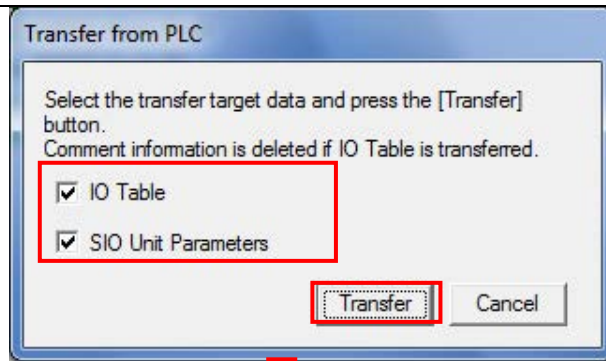 Transfer from PLC
Select the transfer target data and press the [Transfer]
button.
Comment information is deleted if IO Table is transferred.
IO Table
SIO Unit Parameters
Transfer
Cancel